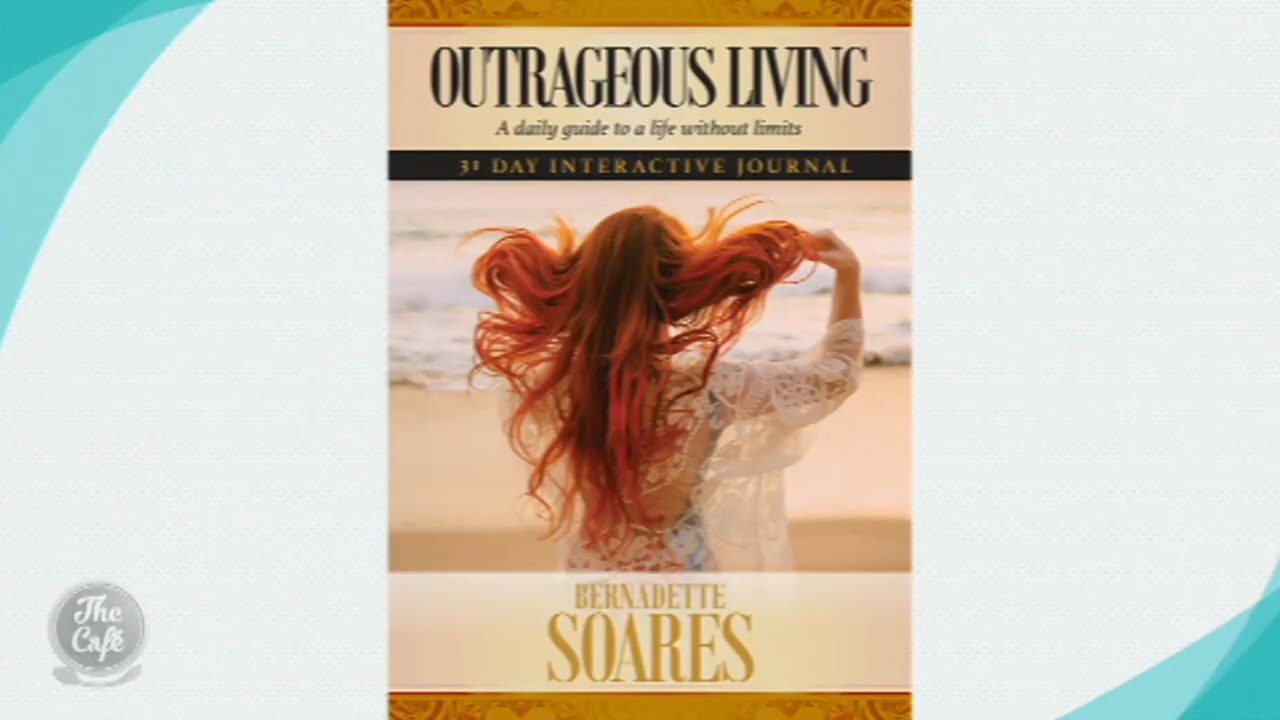 OUTRAGEOUS LIVING
A daily guide to a life without limits
31 DAY INTERACTIVE JOURNAL
BERNADETTE
SOARES
The
Café